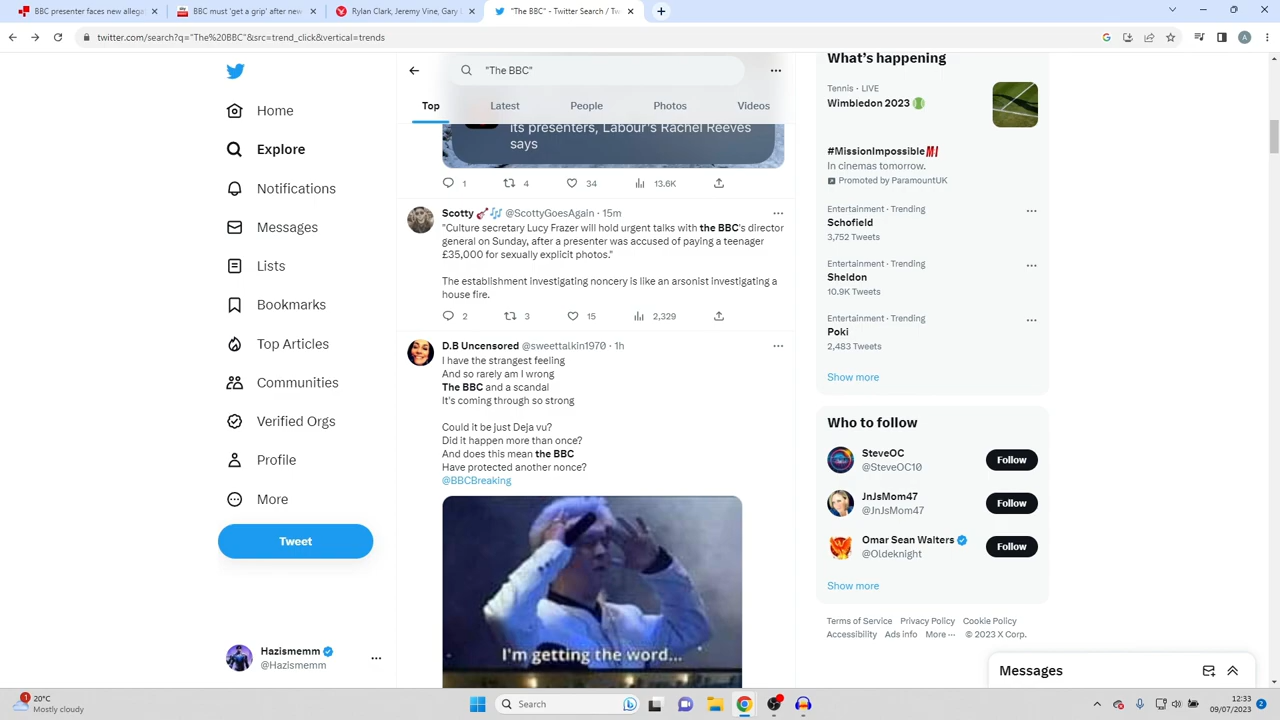 BBC presenter faces new allega
BBC must 'get a grip' after new
Rylan Clark, Jeremy Vine, Gary L
"The BBC" - Twitter Search / Tw
twitter.com/search?q="The%20BBC"&src=trend_click&vertical=trends
"The BBC"
Top
Latest
People
Photos
Videos
Home
Explore
Notifications
Messages
Lists
Bookmarks
Top Articles
Communities
Verified Orgs
Profile
More
Tweet
Hazismemm
@Hazismemm
its presenters, Labour's Rachel Reeves
says
1 4 34 13.6K
Scotty @ScottyGoesAgain · 15m
"Culture secretary Lucy Frazer will hold urgent talks with the BBC's director
general on Sunday, after a presenter was accused of paying a teenager
£35,000 for sexually explicit photos."
The establishment investigating noncery is like an arsonist investigating a
house fire.
2 3 15 2,329
D.B Uncensored @sweettalkin1970 · 1h
I have the strangest feeling
And so rarely am I wrong
The BBC and a scandal
It's coming through so strong
Could it be just Deja vu?
Did it happen more than once?
And does this mean the BBC
Have protected another nonce?
@BBCBreaking
I'm getting the word...
What's happening
Tennis · LIVE
Wimbledon 2023
#MissionImpossible
In cinemas tomorrow.
Promoted by ParamountUK
Entertainment · Trending
Schofield
3,752 Tweets
Entertainment · Trending
Sheldon
10.9K Tweets
Entertainment · Trending
Poki
2,483 Tweets
Show more
Who to follow
SteveOC
@SteveOC10
Follow
JnJsMom47
@JnJsMom47
Follow
Omar Sean Walters
@Oldeknight
Follow
Show more
Terms of Service Privacy Policy Cookie Policy
Accessibility Ads info More ··· © 2023 X Corp.
Messages
1
20°C
Mostly cloudy
Search
12:33
09/07/2023
2
A